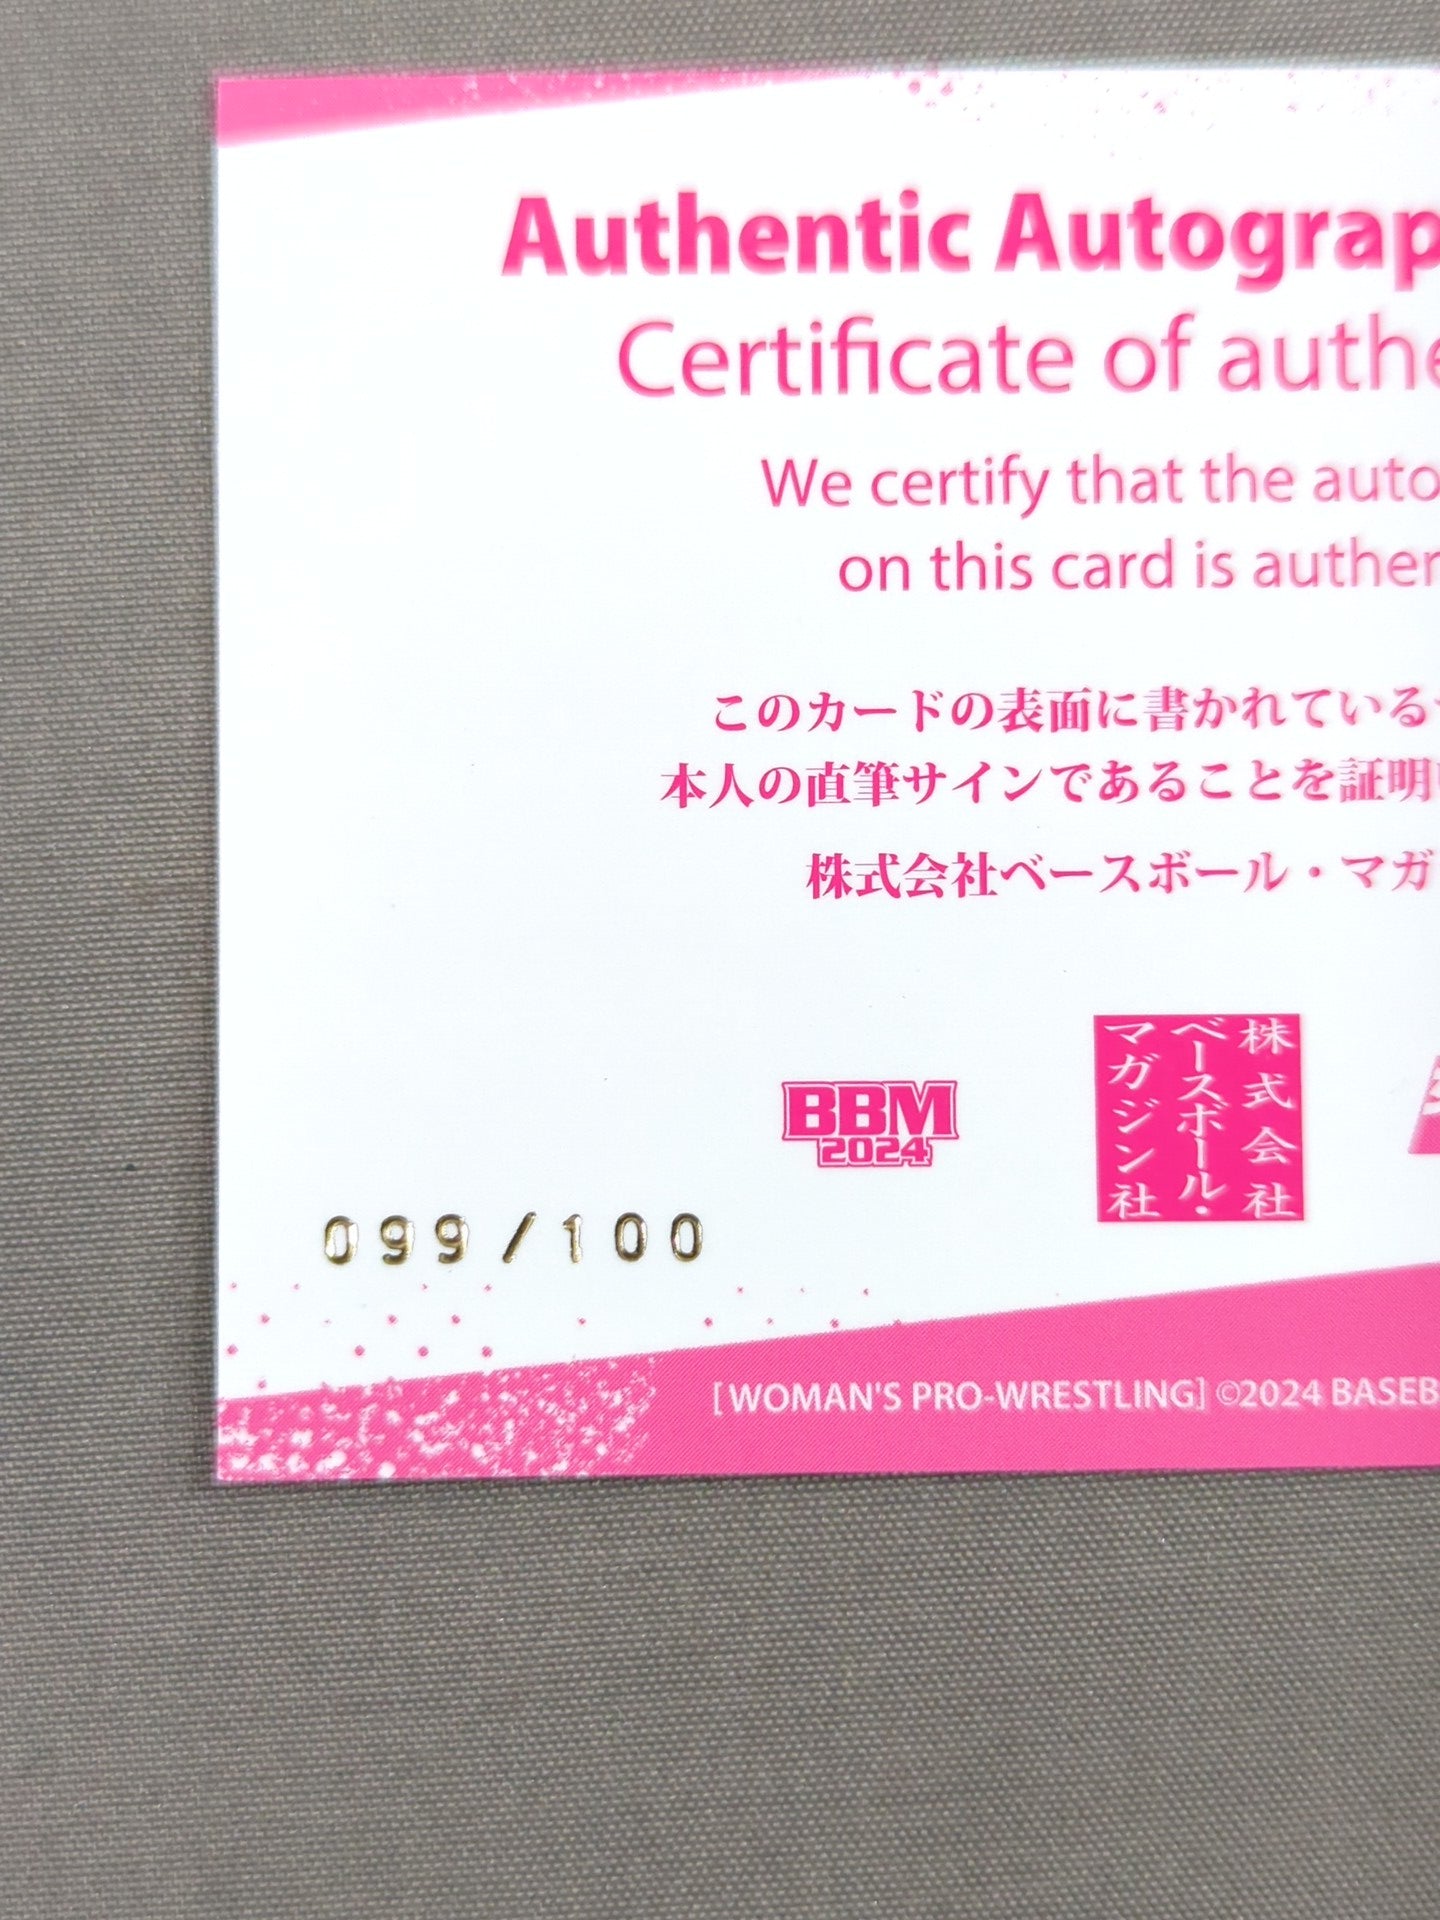 Authentic Autograp
Certificate of authe
We certify that the auto
on this card is authen
このカードの表面に書かれている
本人の直筆サインであることを証明
株式会社ベースボール・マガ
BBM
2024
株式会社
ベースボール・
マガジン社
099/100
[WOMAN'S PRO-WRESTLING] ©2024 BASEB